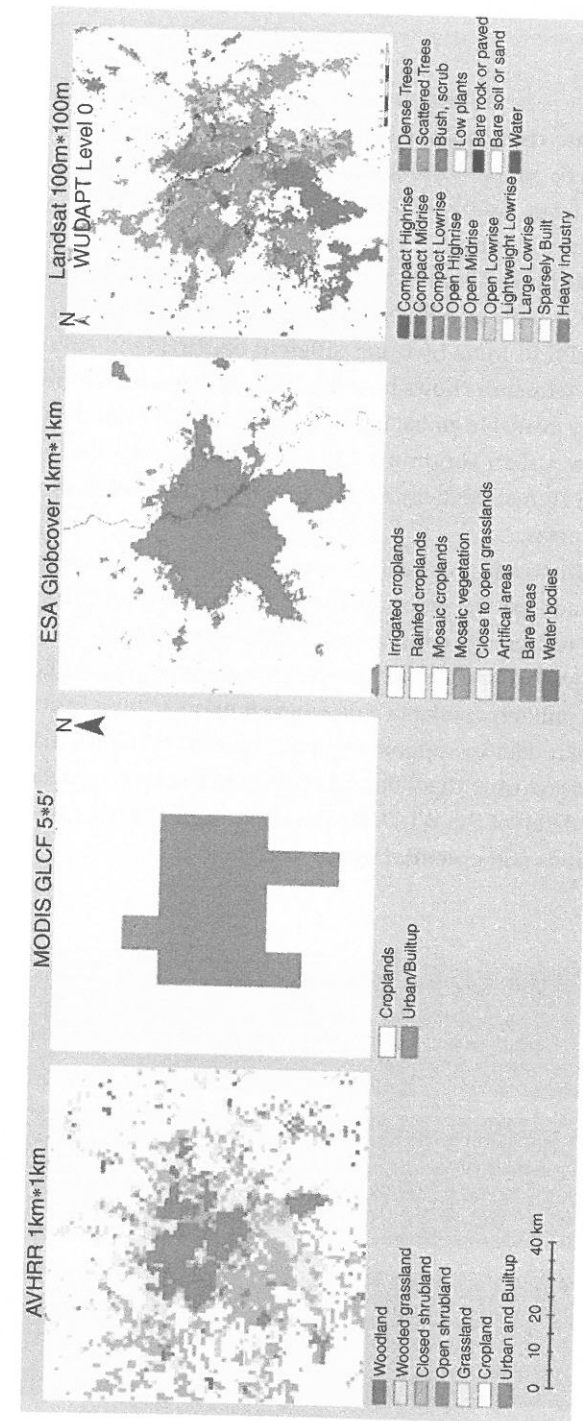 AVHRR 1km*1km
Woodland
Wooded grassland
Closed shrubland
Open shrubland
Grassland
Cropland
Urban and Builtup
0 10 20 40 km
MODIS GLCF 5*5'
N
Croplands
Urban/Builtup
ESA Globcover 1km*1km
Irrigated croplands
Rainfed croplands
Mosaic croplands
Mosaic vegetation
Close to open grasslands
Artifical areas
Bare areas
Water bodies
Landsat 100m*100m
WUDAPT Level 0
N
Compact Highrise
Compact Midrise
Compact Lowrise
Open Highrise
Open Midrise
Open Lowrise
Lightweight Lowrise
Large Lowrise
Sparsely Built
Heavy Industry
Dense Trees
Scattered Trees
Bush, scrub
Low plants
Bare rock or paved
Bare soil or sand
Water